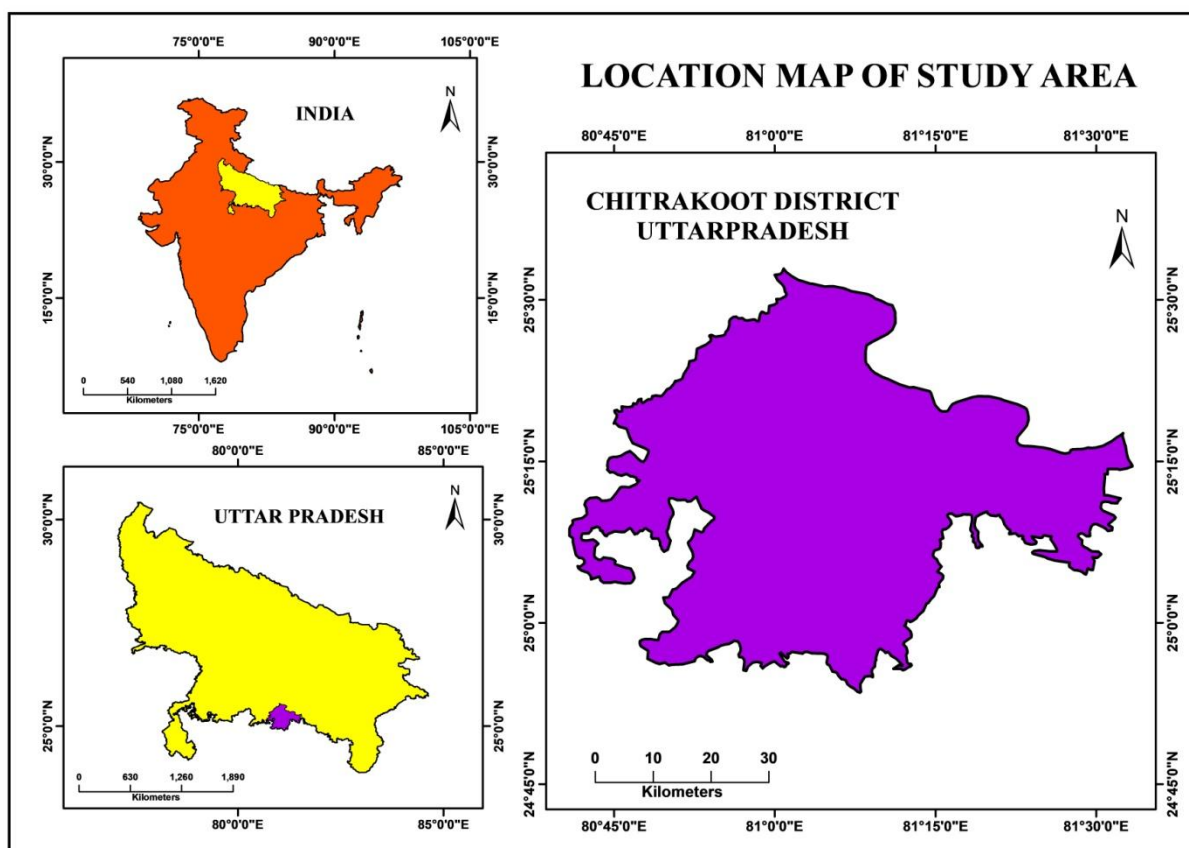 LOCATION MAP OF STUDY AREA
75°0'0"E 90°0'0"E 105°0'0"E
INDIA
N
30°0'0"N
30°0'0"N
15°0'0"N
15°0'0"N
0 540 1,080 1,620
Kilometers
75°0'0"E 90°0'0"E 105°0'0"E
80°0'0"E 85°0'0"E
UTTAR PRADESH
N
30°0'0"N
30°0'0"N
25°0'0"N
25°0'0"N
0 630 1,260 1,890
Kilometers
80°0'0"E 85°0'0"E
80°45'0"E 81°0'0"E 81°15'0"E 81°30'0"E
CHITRAKOOT DISTRICT
UTTARPRADESH
N
25°30'0"N
25°30'0"N
25°15'0"N
25°15'0"N
25°0'0"N
25°0'0"N
24°45'0"N
24°45'0"N
0 10 20 30
Kilometers
80°45'0"E 81°0'0"E 81°15'0"E 81°30'0"E